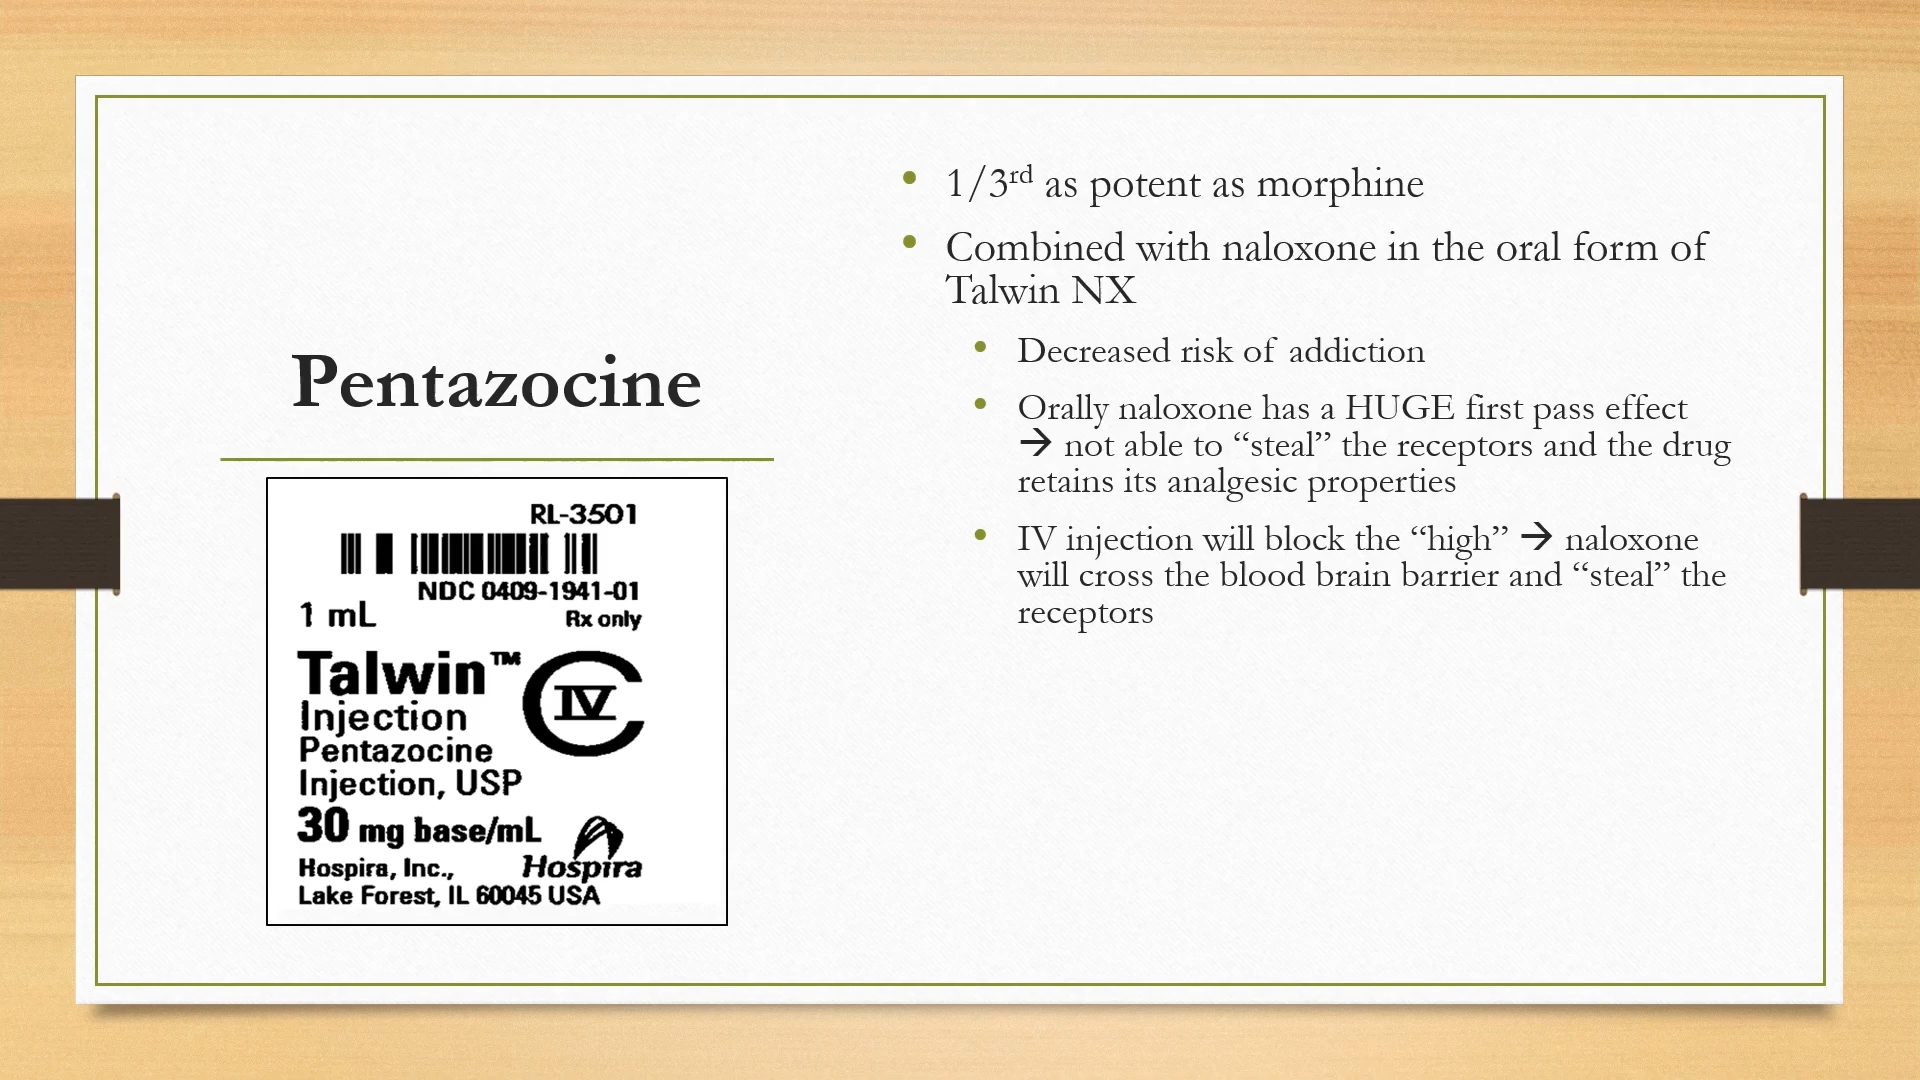 Pentazocine
RL-3501
NDC 0409-1941-01
1 mL
Rx only
Talwin™
CIV
Injection
Pentazocine
Injection, USP
30 mg base/mL
Hospira, Inc.,
Hospira
Lake Forest, IL 60045 USA
• 1/3rd as potent as morphine
• Combined with naloxone in the oral form of
Talwin NX
• Decreased risk of addiction
• Orally naloxone has a HUGE first pass effect
→ not able to “steal” the receptors and the drug
retains its analgesic properties
• IV injection will block the “high” → naloxone
will cross the blood brain barrier and “steal” the
receptors